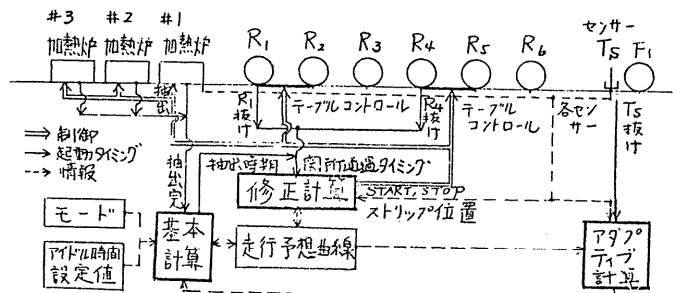 #3 #2 #1
加熱炉 加熱炉 加熱炉
R1 R2 R3 R4 R5 R6
センサー
TS F1
抽出
R1抜け
テーブルコントロール
R4抜け
テーブル
コントロール
各センサー
TS抜け
制御
起動タイミング
情報
抽出完
抽出時期
関所通過タイミング
修正計算
START, STOP
ストリップ位置
モード
アイドル時間
設定値
基本
計算
走行予想曲線
アダプ
ティブ
計算